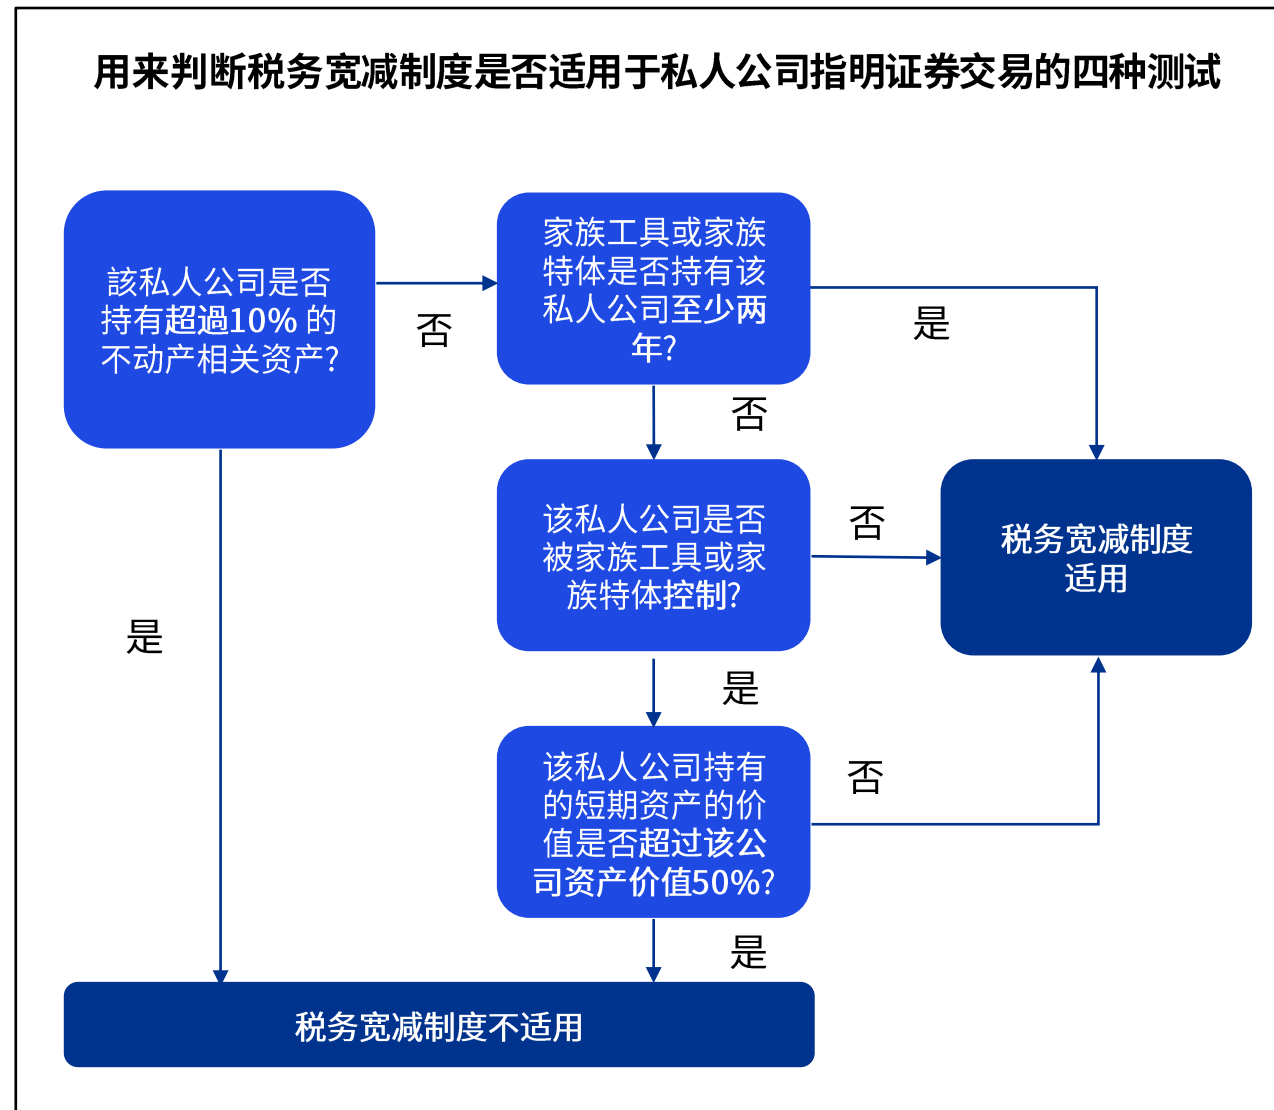 用来判断税务宽减制度是否适用于私人公司指明证券交易的四种测试
該私人公司是否
持有超過10% 的
不动产相关资产?
否
家族工具或家族
特体是否持有该
私人公司至少两
年?
是
否
该私人公司是否
被家族工具或家
族特体控制?
否
税务宽减制度
适用
是
是
该私人公司持有
的短期资产的价
值是否超过该公
司资产价值50%?
否
是
税务宽减制度不适用